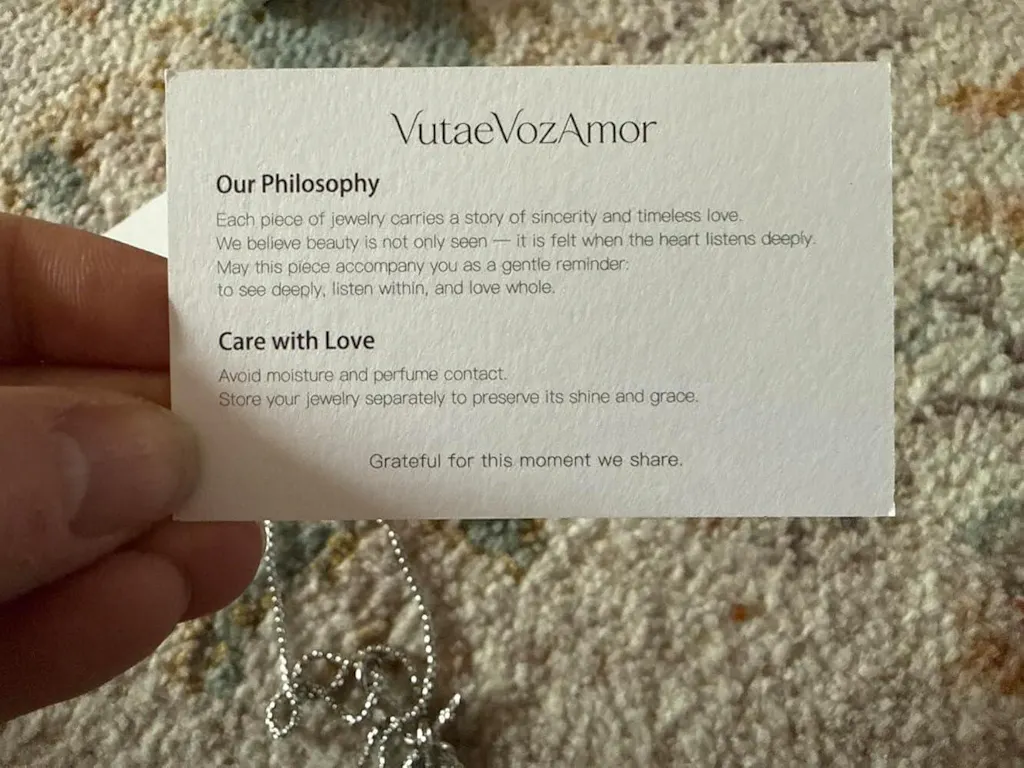 VutaeVozAmor
Our Philosophy
Each piece of jewelry carries a story of sincerity and timeless love.
We believe beauty is not only seen — it is felt when the heart listens deeply.
May this piece accompany you as a gentle reminder:
to see deeply, listen within, and love whole.
Care with Love
Avoid moisture and perfume contact.
Store your jewelry separately to preserve its shine and grace.
Grateful for this moment we share.